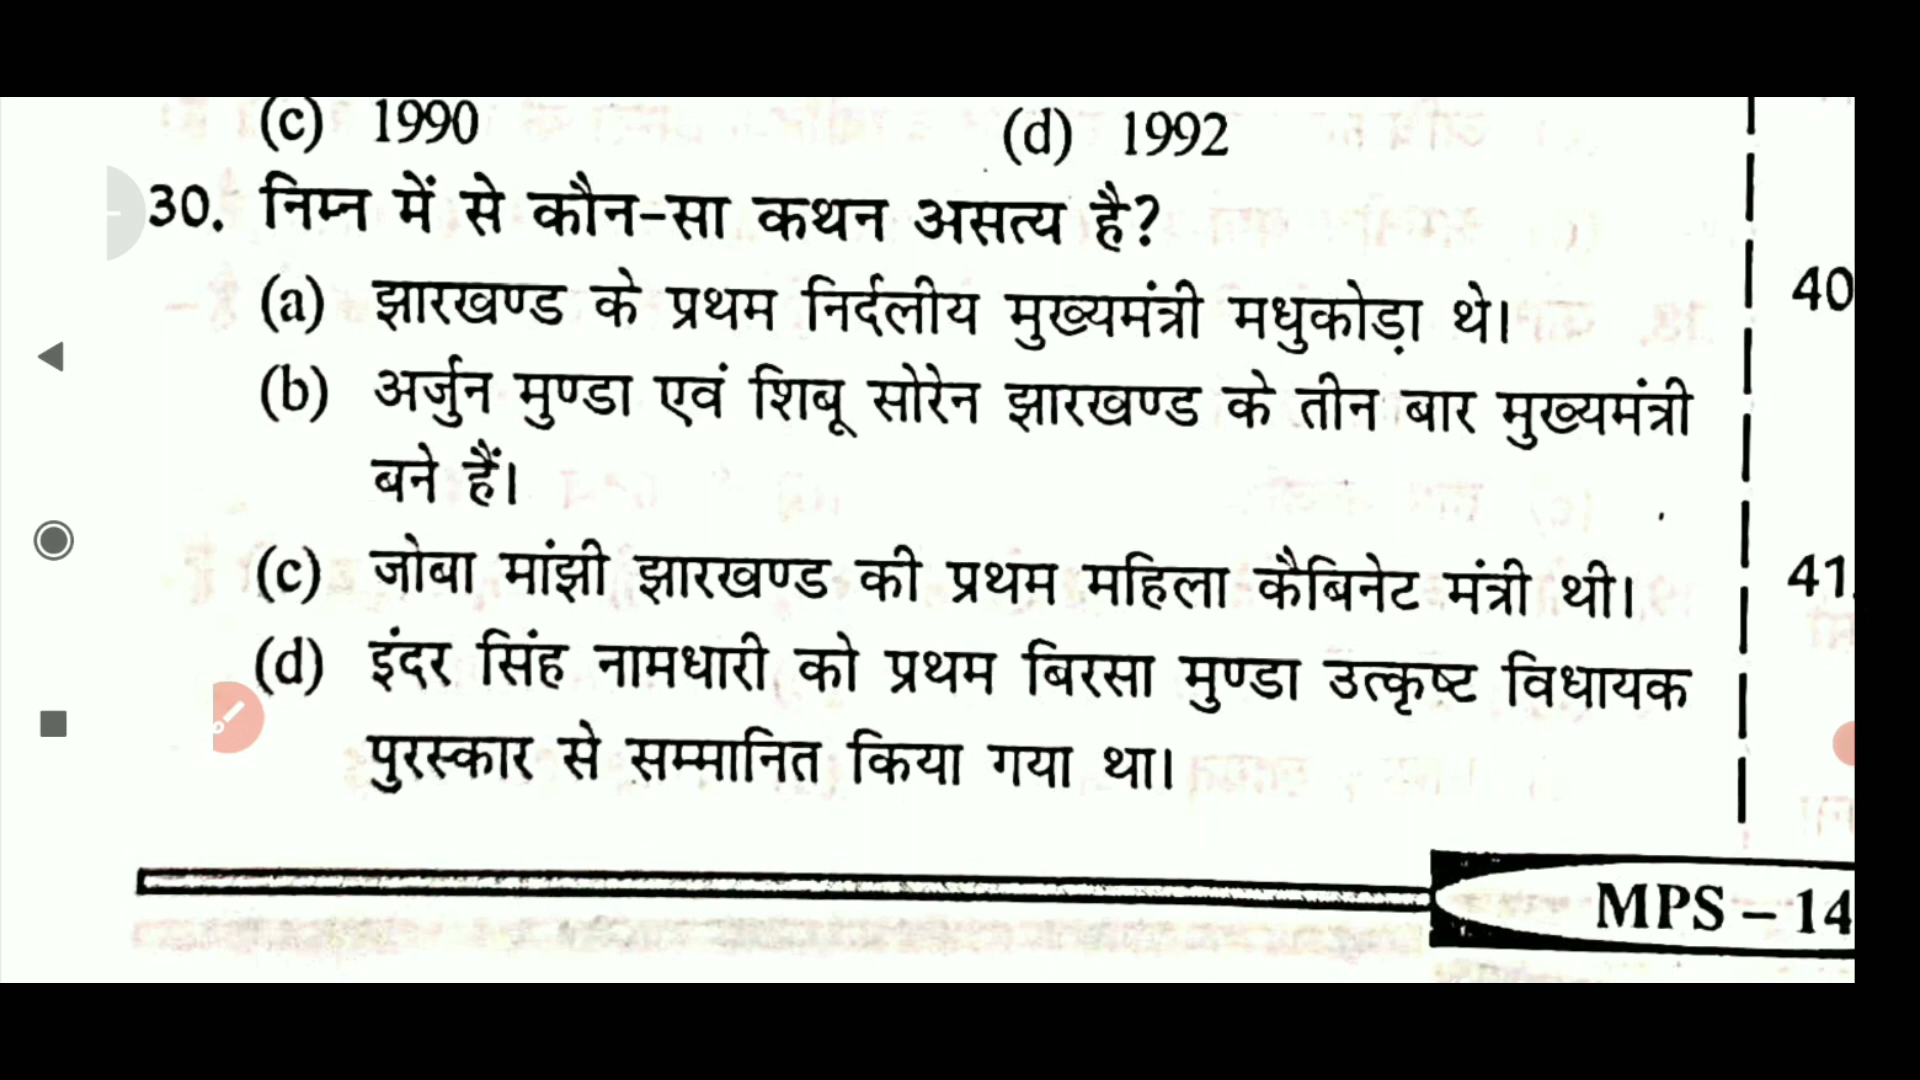 (c) 1990 (d) 1992
30. निम्न में से कौन-सा कथन असत्य है?
(a) झारखण्ड के प्रथम निर्दलीय मुख्यमंत्री मधुकोड़ा थे।
40
(b) अर्जुन मुण्डा एवं शिबू सोरेन झारखण्ड के तीन बार मुख्यमंत्री
बने हैं।
(c) जोबा मांझी झारखण्ड की प्रथम महिला कैबिनेट मंत्री थी।
41.
(d) इंदर सिंह नामधारी को प्रथम बिरसा मुण्डा उत्कृष्ट विधायक
पुरस्कार से सम्मानित किया गया था।
MPS – 14